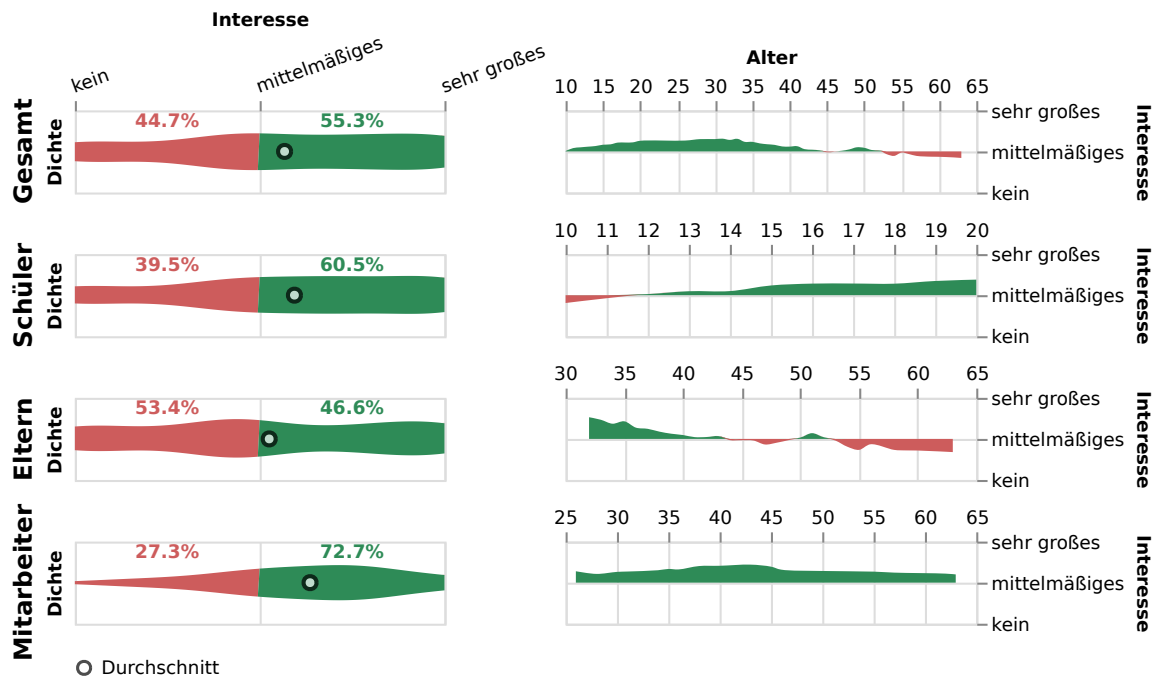 Interesse
kein mittelmäßiges sehr großes
Alter
Gesamt
Dichte
44.7% 55.3%
10 15 20 25 30 35 40 45 50 55 60 65
sehr großes
mittelmäßiges
kein
Interesse
Schüler
Dichte
39.5% 60.5%
10 11 12 13 14 15 16 17 18 19 20
sehr großes
mittelmäßiges
kein
Interesse
Eltern
Dichte
53.4% 46.6%
30 35 40 45 50 55 60 65
sehr großes
mittelmäßiges
kein
Interesse
Mitarbeiter
Dichte
27.3% 72.7%
25 30 35 40 45 50 55 60 65
sehr großes
mittelmäßiges
kein
Interesse
Durchschnitt